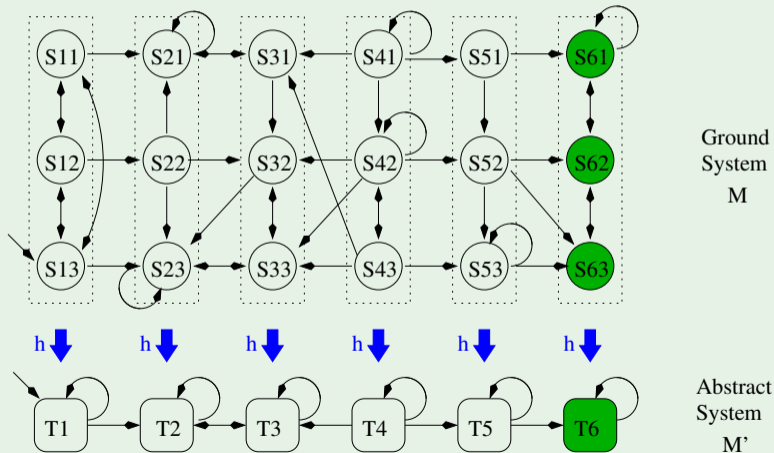 S11 S21 S31 S41 S51 S61
S12 S22 S32 S42 S52 S62
S13 S23 S33 S43 S53 S63
Ground
System
M
h h h h h h
T1 T2 T3 T4 T5 T6
Abstract
System
M'